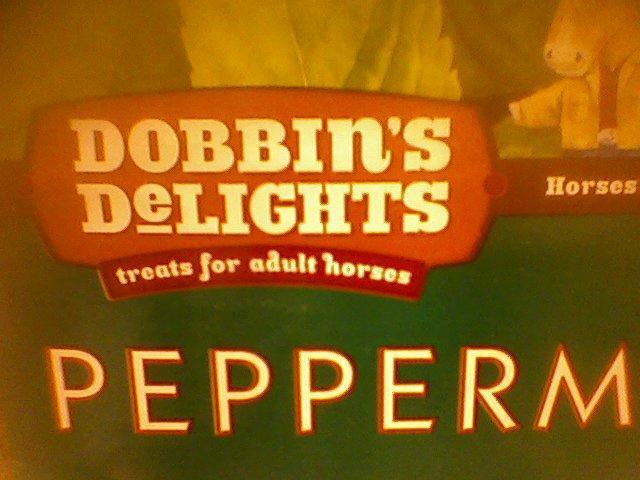 DOBBIN'S
DeLIGHTS
Horses
treats for adult horses
PEPPERM